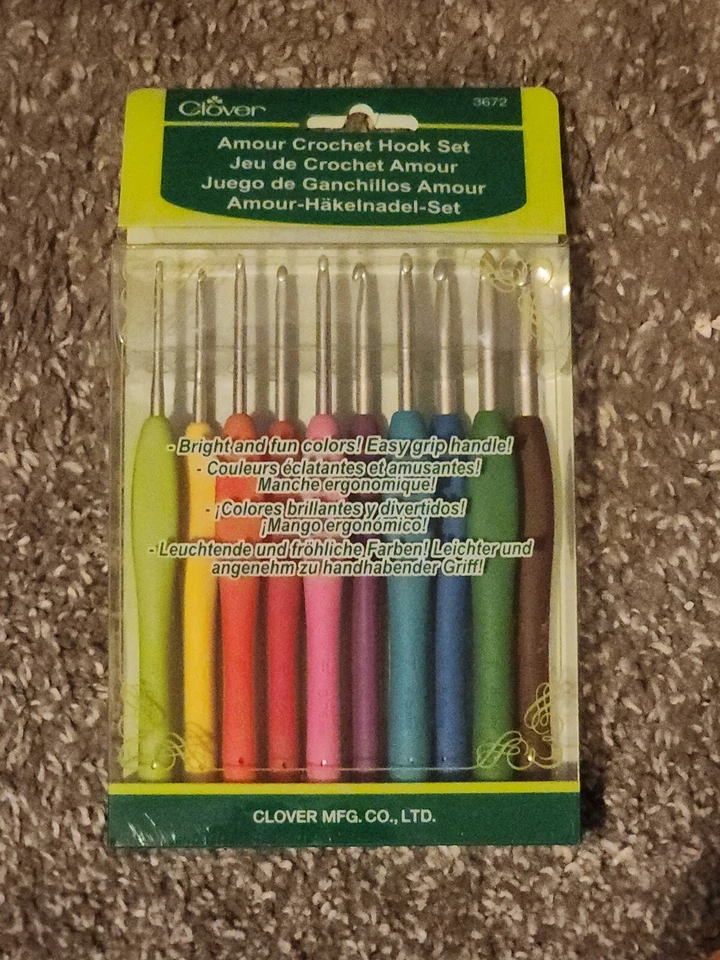 Clover
3672
Amour Crochet Hook Set
Jeu de Crochet Amour
Juego de Ganchillos Amour
Amour-Häkelnadel-Set
- Bright and fun colors! Easy grip handle!
- Couleurs éclatantes et amusantes!
Manche ergonomique!
- ¡Colores brillantes y divertidos!
¡Mango ergonómico!
- Leuchtende und fröhliche Farben! Leichter und
angenehm zu handhabender Griff!
CLOVER MFG. CO., LTD.